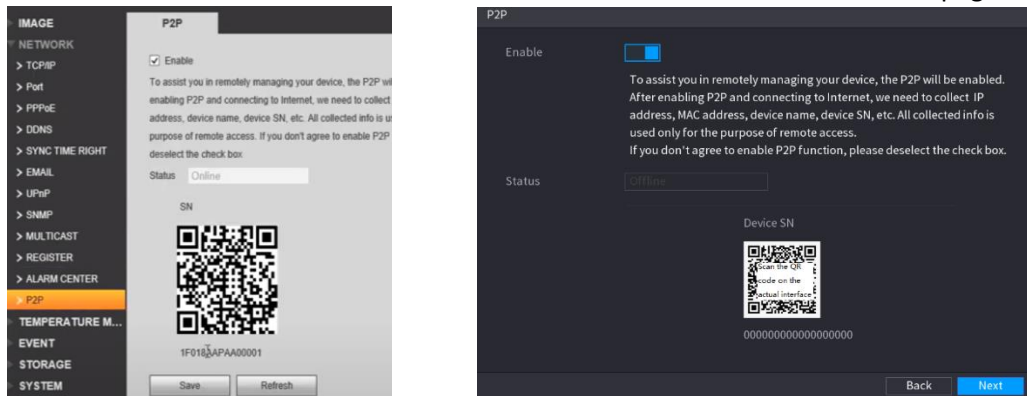 IMAGE
NETWORK
> TCP/IP
> Port
> PPPoE
> DDNS
> SYNC TIME RIGHT
> EMAIL
> UPnP
> SNMP
> MULTICAST
> REGISTER
> ALARM CENTER
> P2P
TEMPERATURE M...
EVENT
STORAGE
SYSTEM
P2P
Enable
To assist you in remotely managing your device, the P2P wil
enabling P2P and connecting to Internet, we need to collect
address, device name, device SN, etc. All collected info is u
purpose of remote access. If you don't agree to enable P2P
deselect the check box
Status Online
SN
Save Refresh
P2P
Enable
To assist you in remotely managing your device, the P2P will be enabled.
After enabling P2P and connecting to Internet, we need to collect IP
address, MAC address, device name, device SN, etc. All collected info is
used only for the purpose of remote access.
If you don't agree to enable P2P function, please deselect the check box.
Status Offline
Device SN
Scan the QR
code on the
actual interface
000000000000000000
Back Next